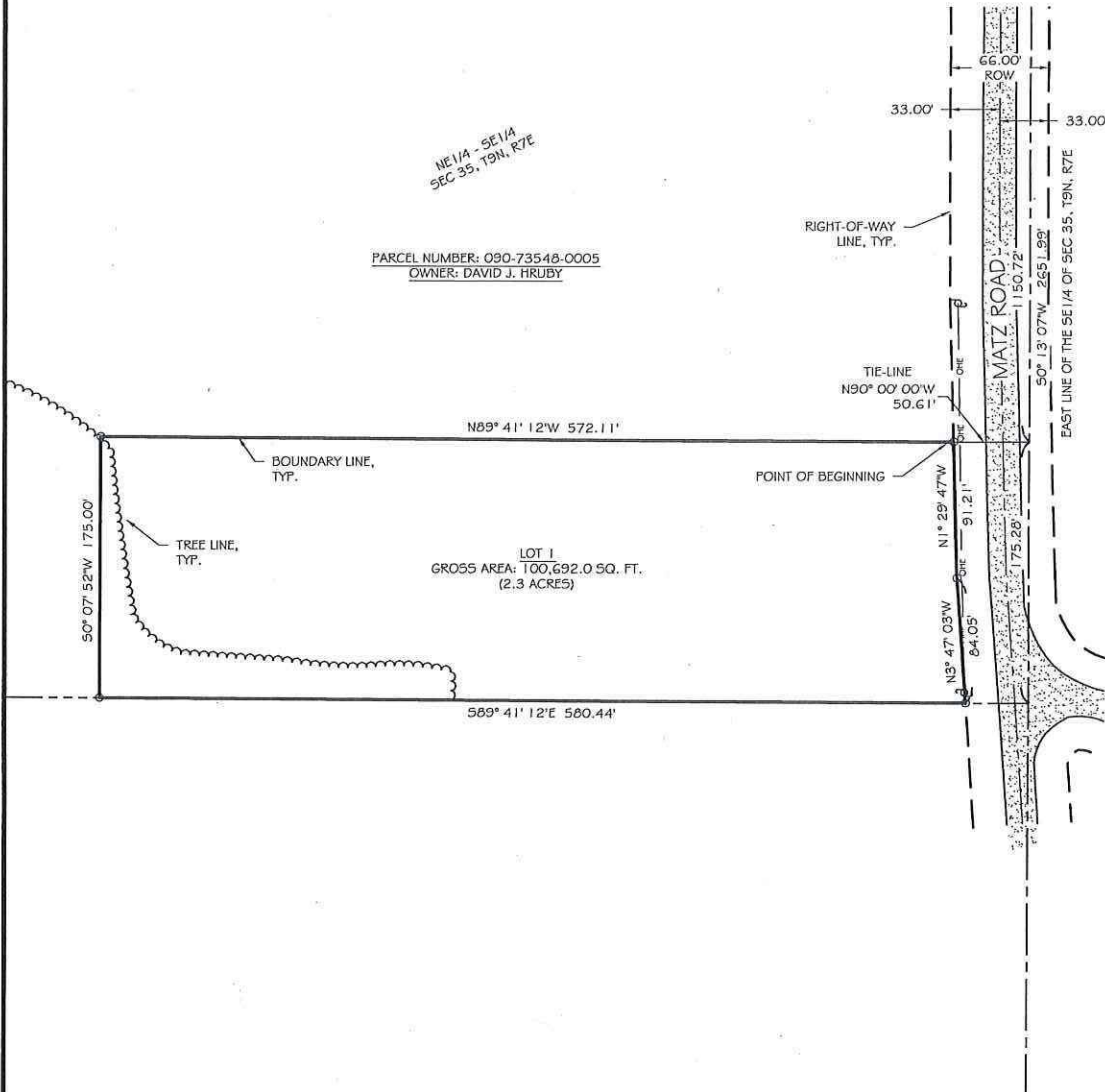 66.00'
ROW
33.00'
33.00
NE1/4 - SE1/4
SEC 35, T9N, R7E
RIGHT-OF-WAY
LINE, TYP.
PARCEL NUMBER: 090-73548-0005
OWNER: DAVID J. HRUBY
MATZ ROAD
1150.72'
S0° 13' 07"W 2651.99'
EAST LINE OF THE SE1/4 OF SEC 35, T9N, R7E
OHE
TIE-LINE
N90° 00' 00"W
50.61'
N89° 41' 12"W 572.11'
OHE
BOUNDARY LINE,
TYP.
POINT OF BEGINNING
S0° 07' 52"W 175.00'
TREE LINE,
TYP.
N1° 29' 47"W
91.21'
175.28'
LOT 1
GROSS AREA: 100,692.0 SQ. FT.
(2.3 ACRES)
OHE
N3° 47' 03"W
84.05'
S89° 41' 12"E 580.44'